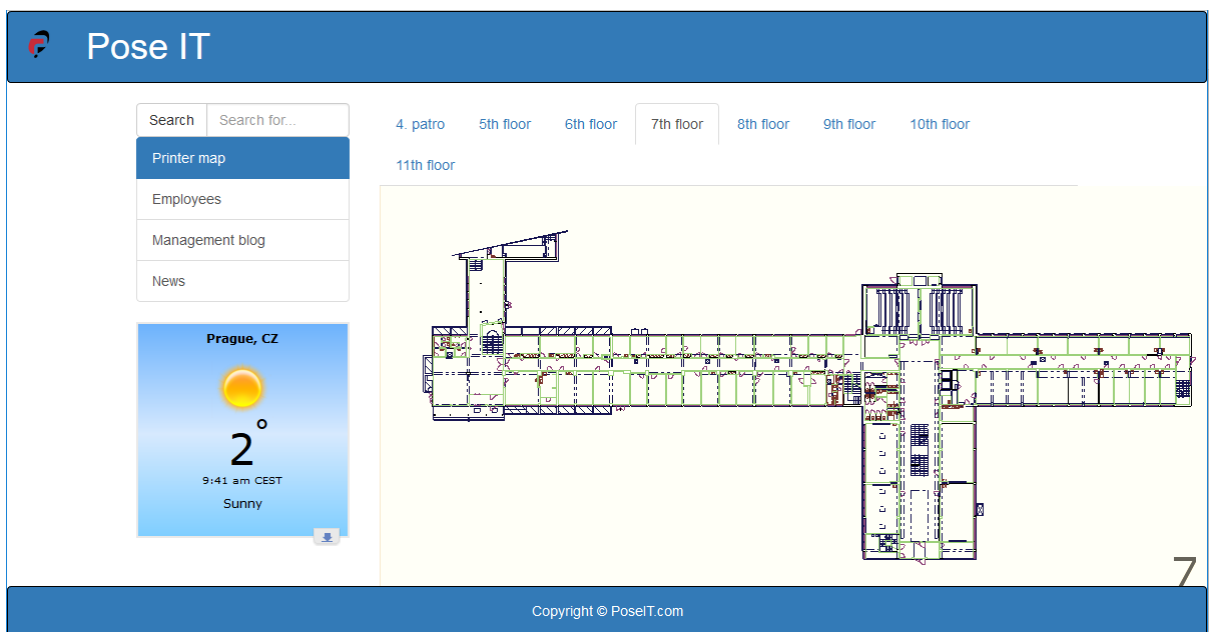 Pose IT
Search Search for...
Printer map
Employees
Management blog
News
Prague, CZ
2°
9:41 am CEST
Sunny
4. patro 5th floor 6th floor 7th floor 8th floor 9th floor 10th floor
11th floor
7
Copyright © PoseIT.com